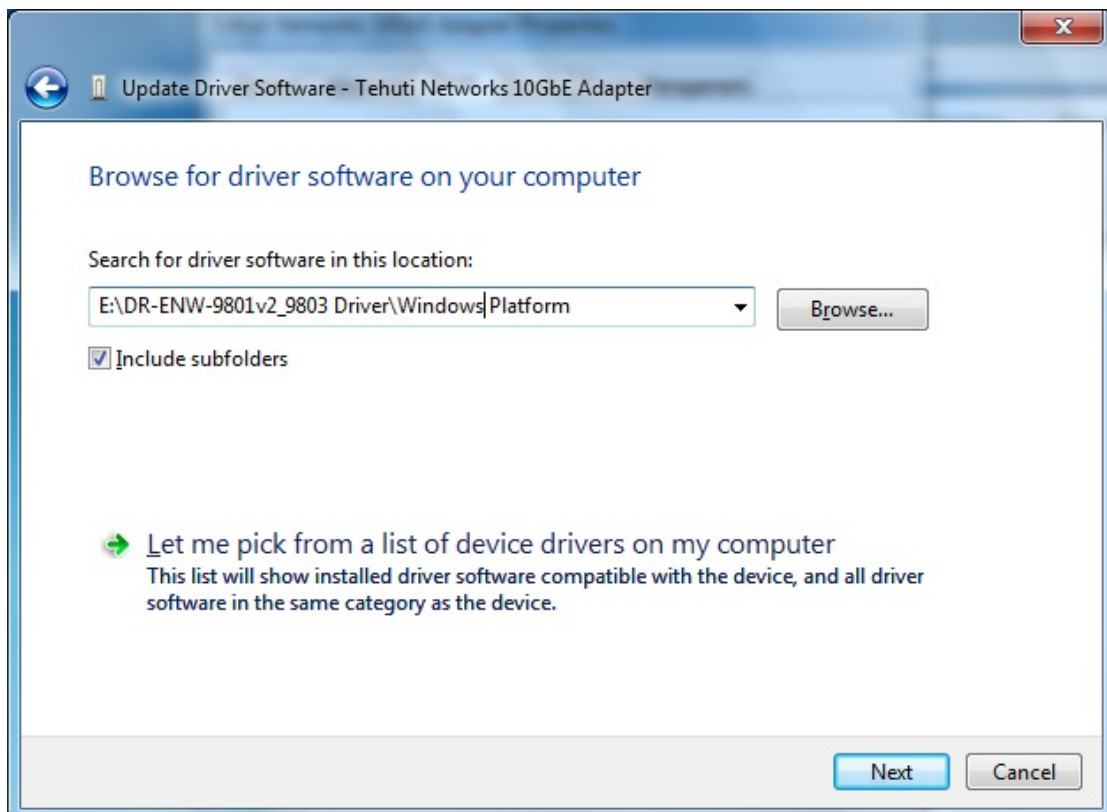 Update Driver Software - Tehuti Networks 10GbE Adapter
Browse for driver software on your computer
Search for driver software in this location:
E:\DR-ENW-9801v2_9803 Driver\Windows Platform
Browse...
Include subfolders
Let me pick from a list of device drivers on my computer
This list will show installed driver software compatible with the device, and all driver
software in the same category as the device.
Next
Cancel